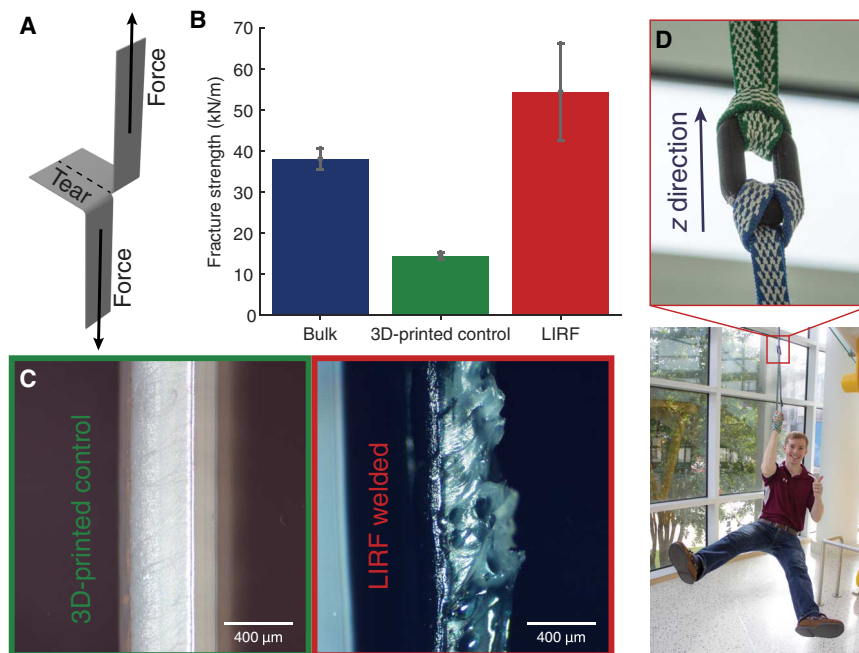 A
Force
Tear
Force
B
Fracture strength (kN/m)
80
70
60
50
40
30
20
10
0
Bulk
3D-printed control
LIRF
C
3D-printed control
400 µm
LIRF welded
400 µm
D
z direction